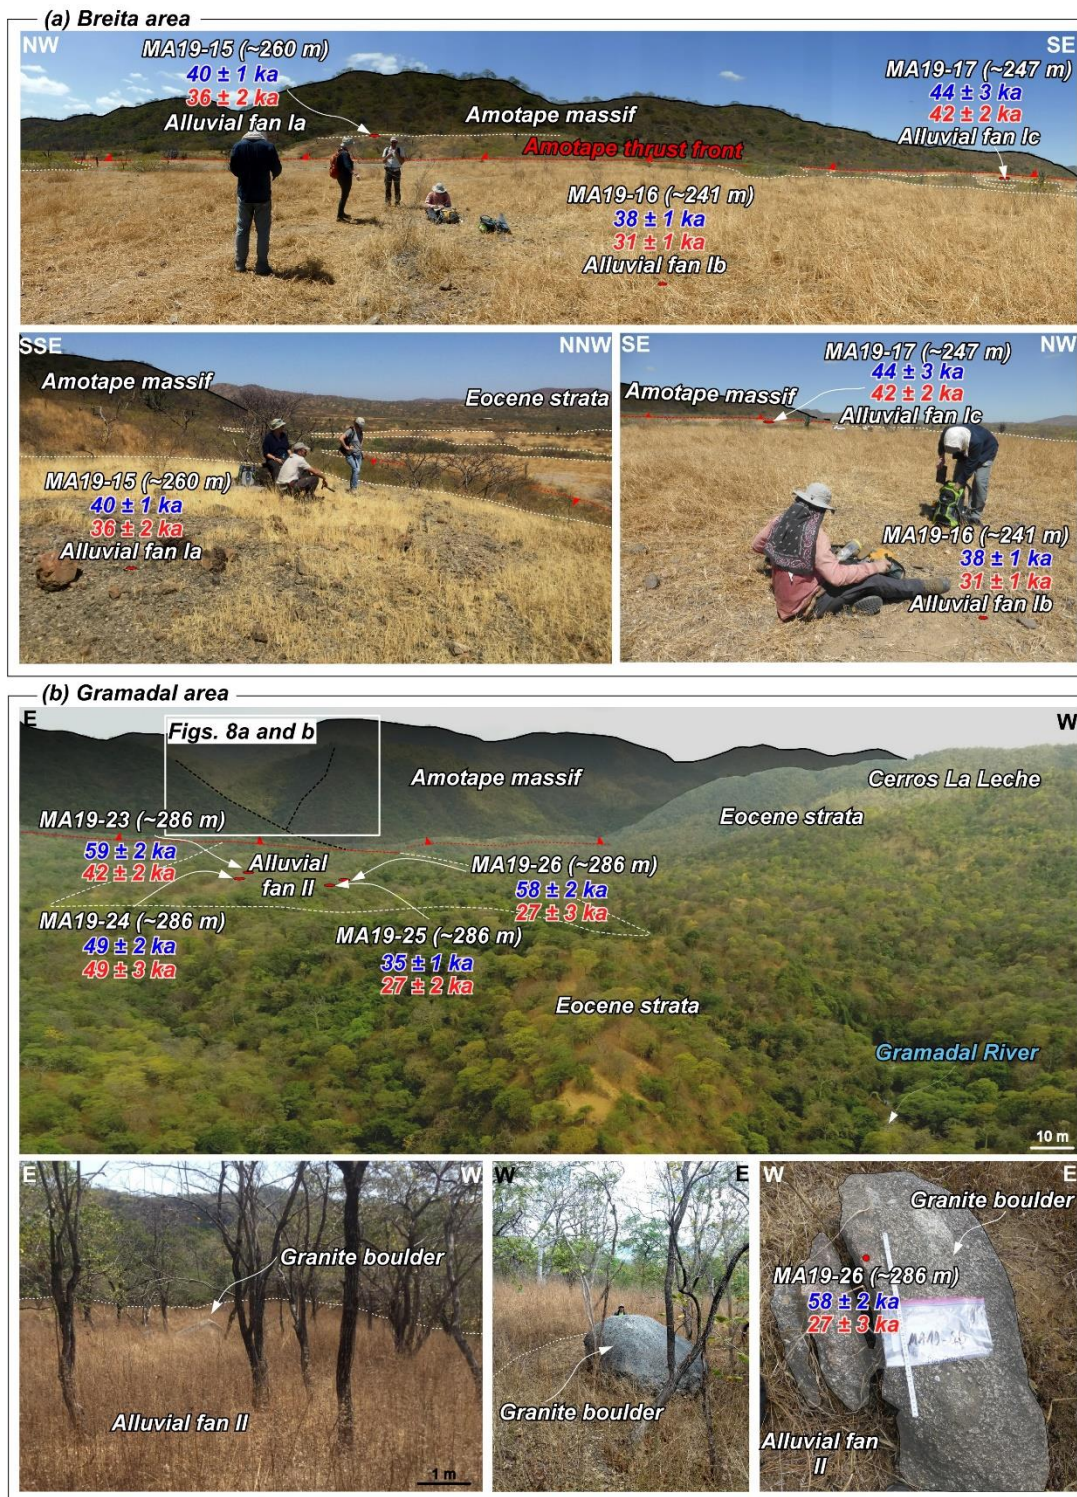 (a) Breita area
NW
SE
MA19-15 (~260 m)
40 ± 1 ka
36 ± 2 ka
Alluvial fan Ia
Amotape massif
Amotape thrust front
MA19-17 (~247 m)
44 ± 3 ka
42 ± 2 ka
Alluvial fan Ic
MA19-16 (~241 m)
38 ± 1 ka
31 ± 1 ka
Alluvial fan Ib
SSE
NNW
Amotape massif
Eocene strata
MA19-15 (~260 m)
40 ± 1 ka
36 ± 2 ka
Alluvial fan Ia
SE
NW
MA19-17 (~247 m)
44 ± 3 ka
42 ± 2 ka
Alluvial fan Ic
Amotape massif
MA19-16 (~241 m)
38 ± 1 ka
31 ± 1 ka
Alluvial fan Ib
(b) Gramadal area
E
W
Figs. 8a and b
Amotape massif
Cerros La Leche
Eocene strata
MA19-23 (~286 m)
59 ± 2 ka
42 ± 2 ka
Alluvial
fan II
MA19-26 (~286 m)
58 ± 2 ka
27 ± 3 ka
MA19-24 (~286 m)
49 ± 2 ka
49 ± 3 ka
MA19-25 (~286 m)
35 ± 1 ka
27 ± 2 ka
Eocene strata
Gramadal River
10 m
E
W
Granite boulder
Alluvial fan II
1 m
W
E
Granite boulder
W
E
Granite boulder
MA19-26 (~286 m)
58 ± 2 ka
27 ± 3 ka
Alluvial fan
II